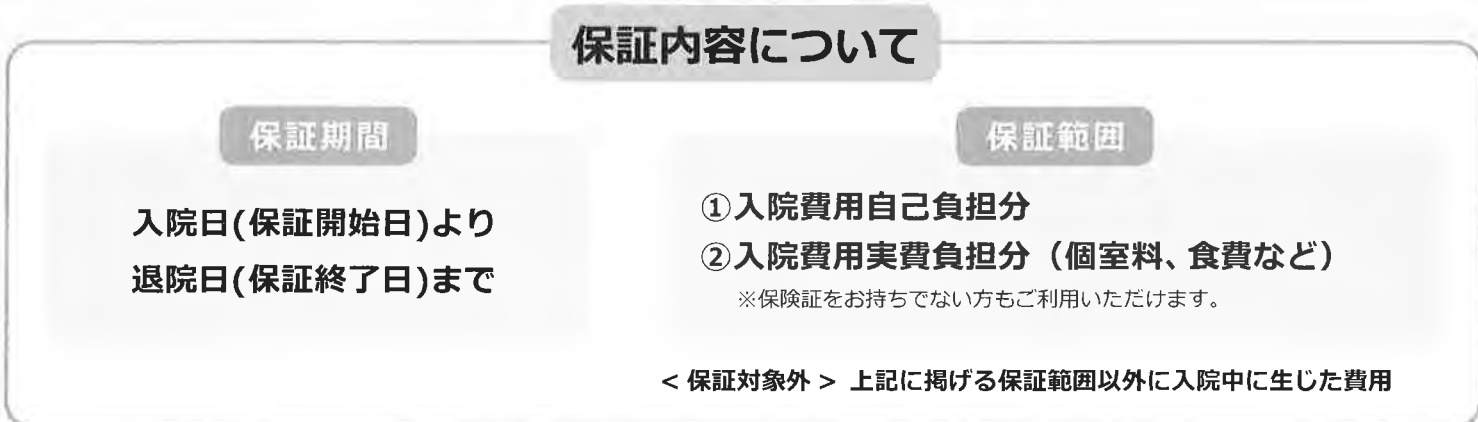 保証内容について
保証期間
入院日(保証開始日)より
退院日(保証終了日)まで
保証範囲
①入院費用自己負担分
②入院費用実費負担分（個室料、食費など）
※保険証をお持ちでない方もご利用いただけます。
< 保証対象外 > 上記に掲げる保証範囲以外に入院中に生じた費用